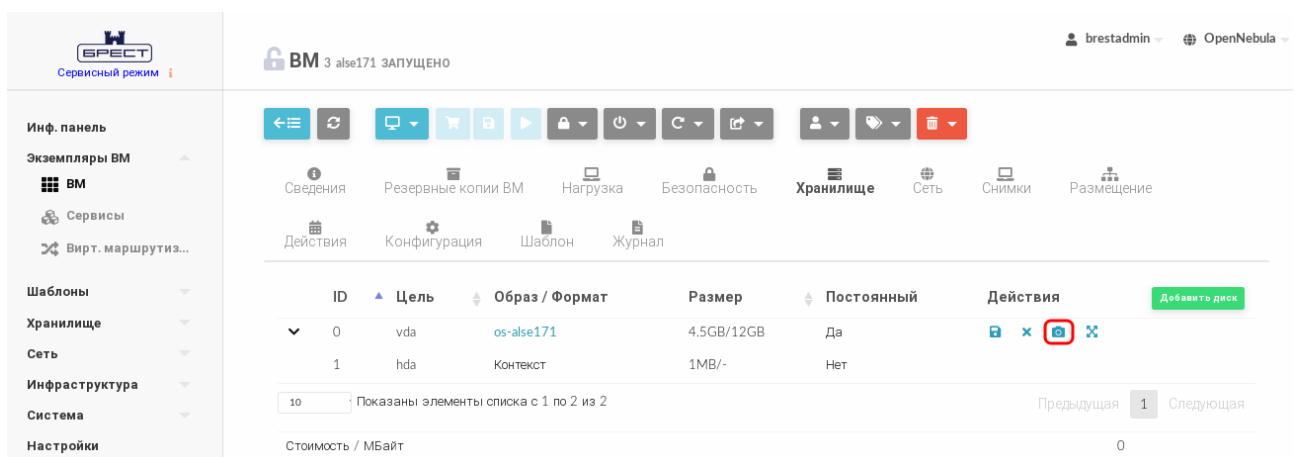 БРЕСТ
Сервисный режим i
brestadmin
OpenNebula
ВМ 3 alse171 ЗАПУЩЕНО
Инф. панель
Экземпляры ВМ
ВМ
Сервисы
Вирт. маршрутиз...
Шаблоны
Хранилище
Сеть
Инфраструктура
Система
Настройки
Сведения Резервные копии ВМ Нагрузка Безопасность Хранилище Сеть Снимки Размещение
Действия Конфигурация Шаблон Журнал
ID Цель Образ / Формат Размер Постоянный Действия Добавить диск
0 vda os-alse171 4.5GB/12GB Да
1 hda Контекст 1MB/- Нет
10 Показаны элементы списка с 1 по 2 из 2 Предыдущая 1 Следующая
Стоимость / МБайт 0